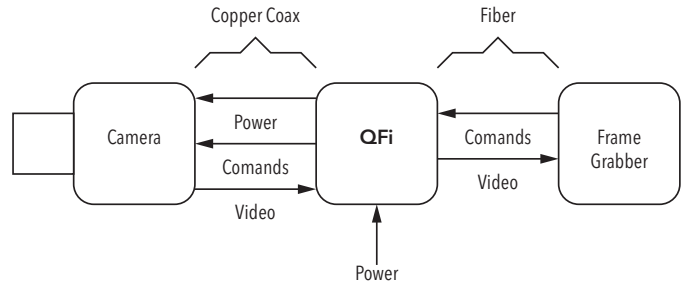 Copper Coax
Fiber
Camera
Power
Comands
Video
QFi
Comands
Video
Frame
Grabber
Power